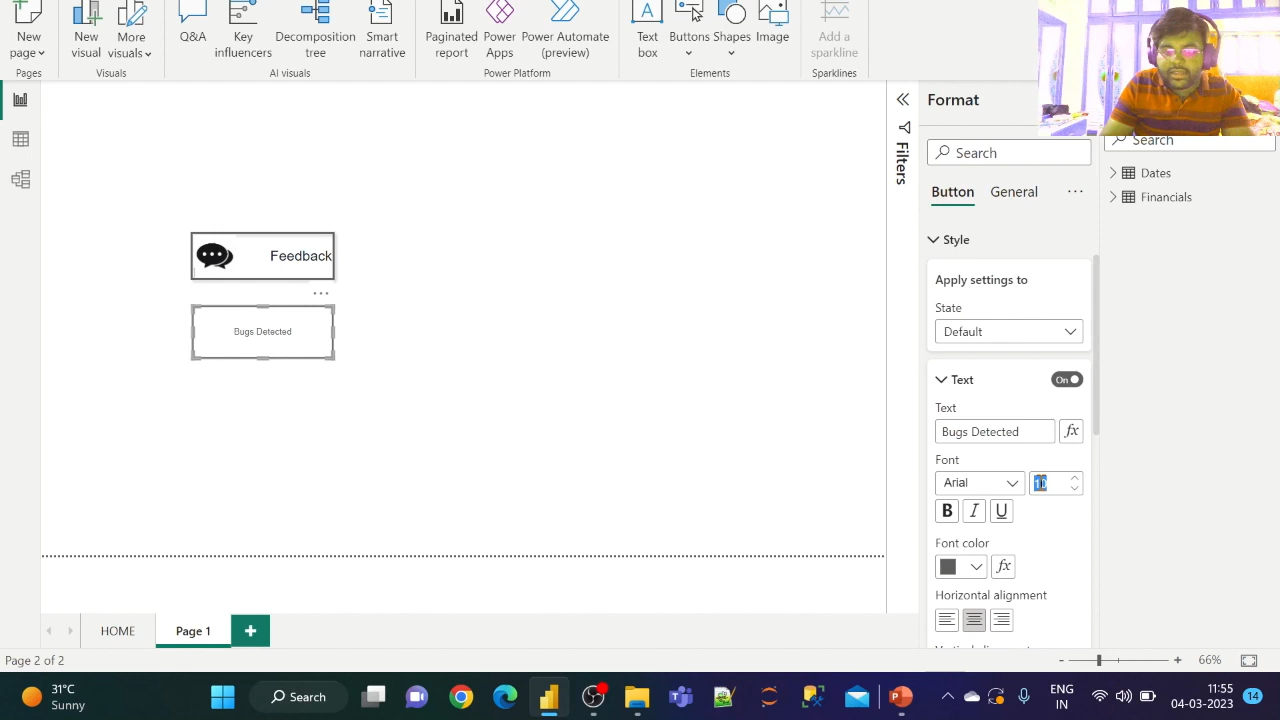 New
page
New
visual
More
visuals
Q&A
Key
influencers
Decomposition
tree
Smart
narrative
Paginated
report
Power
Apps
Power Automate
(preview)
Text
box
Buttons
Shapes
Image
Add a
sparkline
Pages
Visuals
AI visuals
Power Platform
Elements
Sparklines
Format
Filters
Search
Search
Dates
Financials
Button
General
...
Style
Apply settings to
State
Default
Text
On
Text
Bugs Detected
fx
Font
Arial
10
B
I
U
Font color
fx
Horizontal alignment
Feedback
...
Bugs Detected
HOME
Page 1
+
Page 2 of 2
- + 66%
31°C
Sunny
Search
ENG
IN
11:55
04-03-2023
14